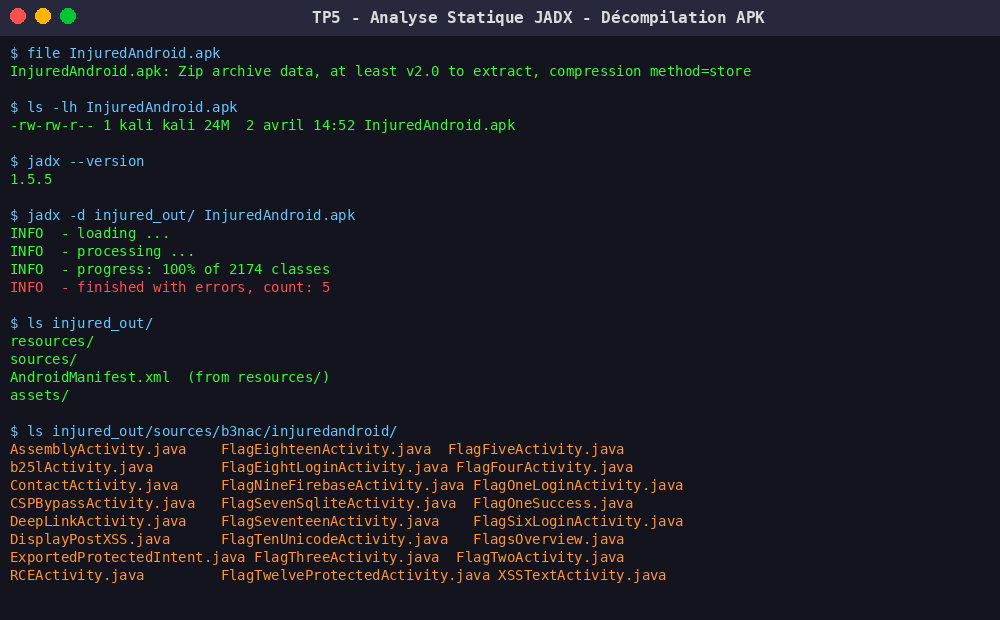 TP5 - Analyse Statique JADX - Décompilation APK
$ file InjuredAndroid.apk
InjuredAndroid.apk: Zip archive data, at least v2.0 to extract, compression method=store
$ ls -lh InjuredAndroid.apk
-rw-rw-r-- 1 kali kali 24M  2 avril 14:52 InjuredAndroid.apk
$ jadx --version
1.5.5
$ jadx -d injured_out/ InjuredAndroid.apk
INFO  - loading ...
INFO  - processing ...
INFO  - progress: 100% of 2174 classes
INFO  - finished with errors, count: 5
$ ls injured_out/
resources/
sources/
AndroidManifest.xml  (from resources/)
assets/
$ ls injured_out/sources/b3nac/injuredandroid/
AssemblyActivity.java    FlagEighteenActivity.java  FlagFiveActivity.java
b25lActivity.java        FlagEightLoginActivity.java FlagFourActivity.java
ContactActivity.java     FlagNineFirebaseActivity.java FlagOneLoginActivity.java
CSPBypassActivity.java   FlagSevenSqliteActivity.java  FlagOneSuccess.java
DeepLinkActivity.java    FlagSeventeenActivity.java    FlagSixLoginActivity.java
DisplayPostXSS.java      FlagTenUnicodeActivity.java   FlagsOverview.java
ExportedProtectedIntent.java FlagThreeActivity.java  FlagTwoActivity.java
RCEActivity.java         FlagTwelveProtectedActivity.java XSSTextActivity.java